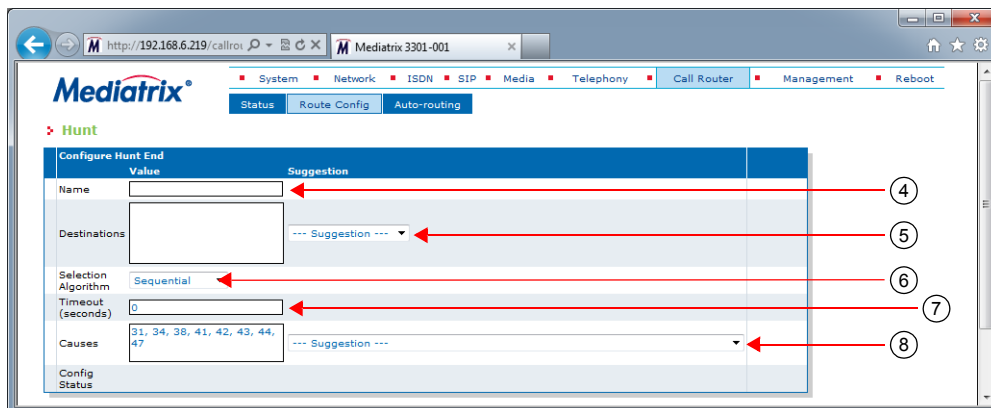 http://192.168.6.219/callrou
Mediatrix 3301-001
Mediatrix®
System Network ISDN SIP Media Telephony Call Router Management Reboot
Status Route Config Auto-routing
Hunt
Configure Hunt End
Value Suggestion
Name 4
Destinations --- Suggestion --- 5
Selection Algorithm Sequential 6
Timeout (seconds) 0 7
Causes 31, 34, 38, 41, 42, 43, 44, 47 --- Suggestion --- 8
Config Status